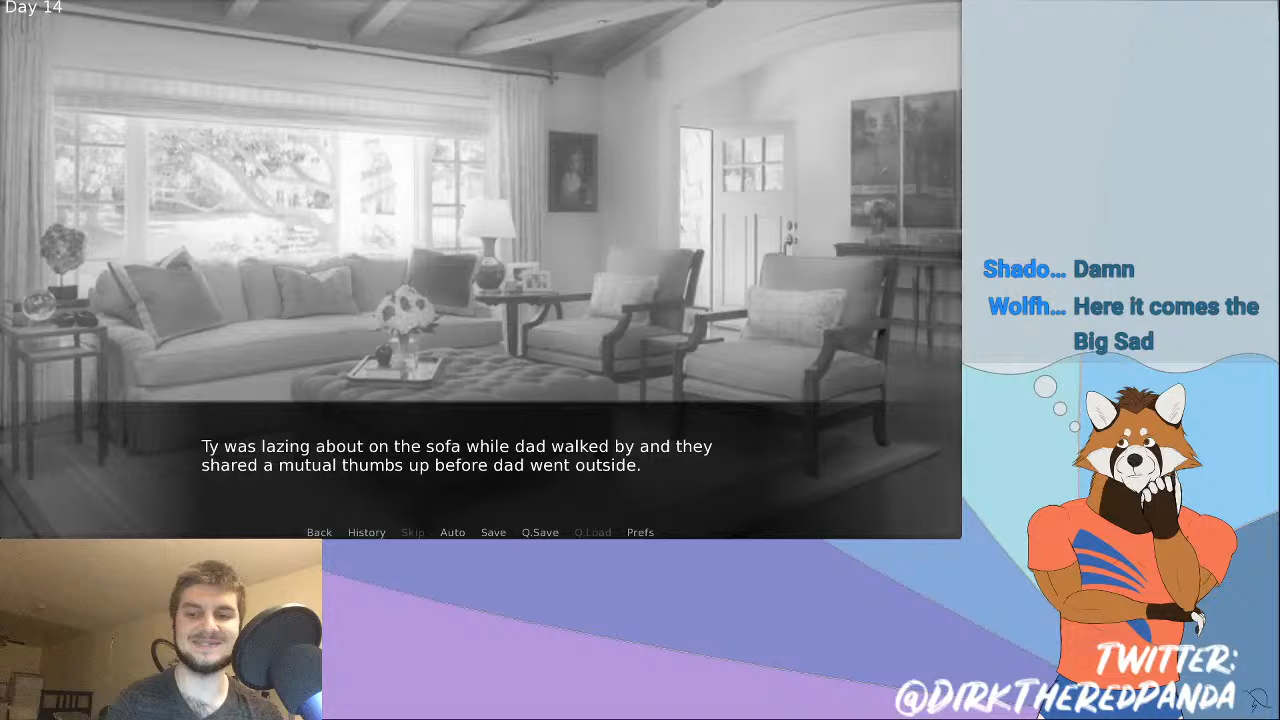 Day 14
Shado... Damn
Wolfh... Here it comes the
Big Sad
Ty was lazing about on the sofa while dad walked by and they
shared a mutual thumbs up before dad went outside.
Back History Skip Auto Save Q.Save Q.Load Prefs
TWITTER:
@DIRKTHEREDPANDA